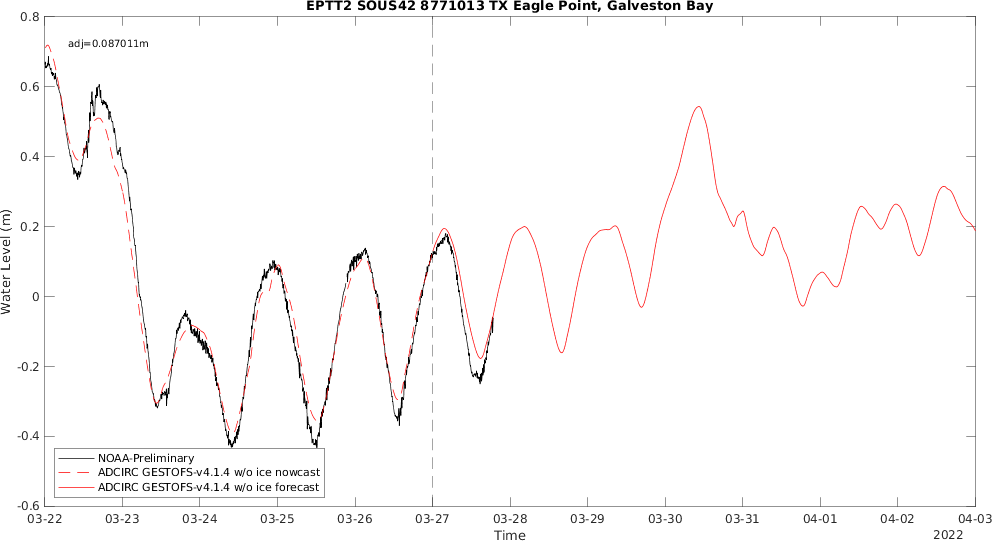 EPTT2 SOUS42 8771013 TX Eagle Point, Galveston Bay
adj=0.087011m
Water Level (m)
0.8
0.6
0.4
0.2
0
-0.2
-0.4
-0.6
NOAA-Preliminary
ADCIRC GESTOFS-v4.1.4 w/o ice nowcast
ADCIRC GESTOFS-v4.1.4 w/o ice forecast
03-22 03-23 03-24 03-25 03-26 03-27 03-28 03-29 03-30 03-31 04-01 04-02 04-03
Time
2022